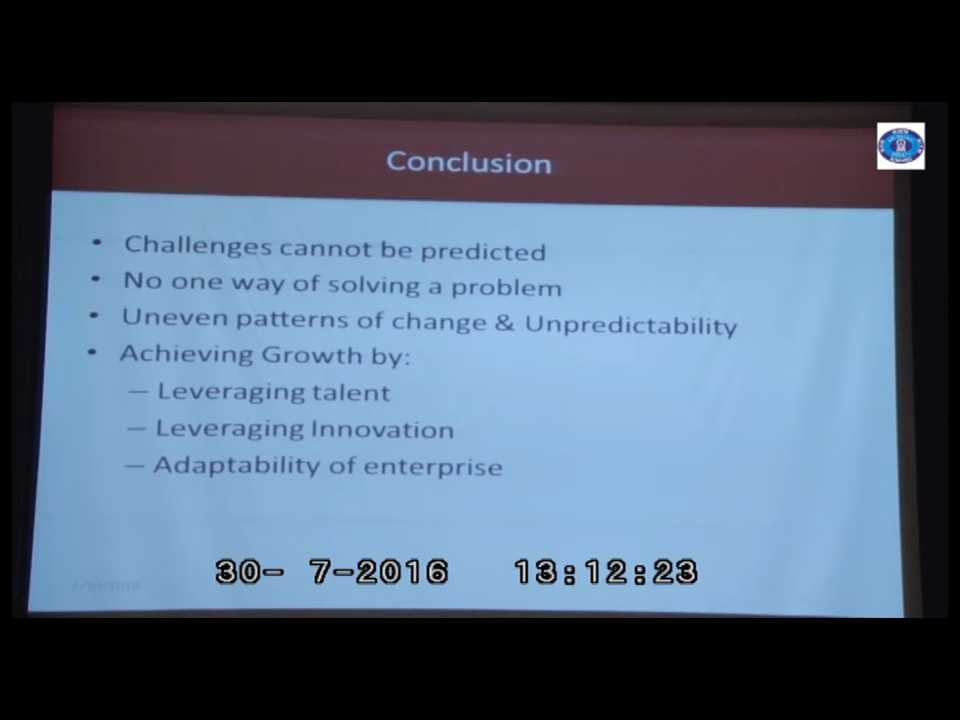 Conclusion
• Challenges cannot be predicted
• No one way of solving a problem
• Uneven patterns of change & Unpredictability
• Achieving Growth by:
– Leveraging talent
– Leveraging Innovation
– Adaptability of enterprise
30- 7-2016 13:12:23